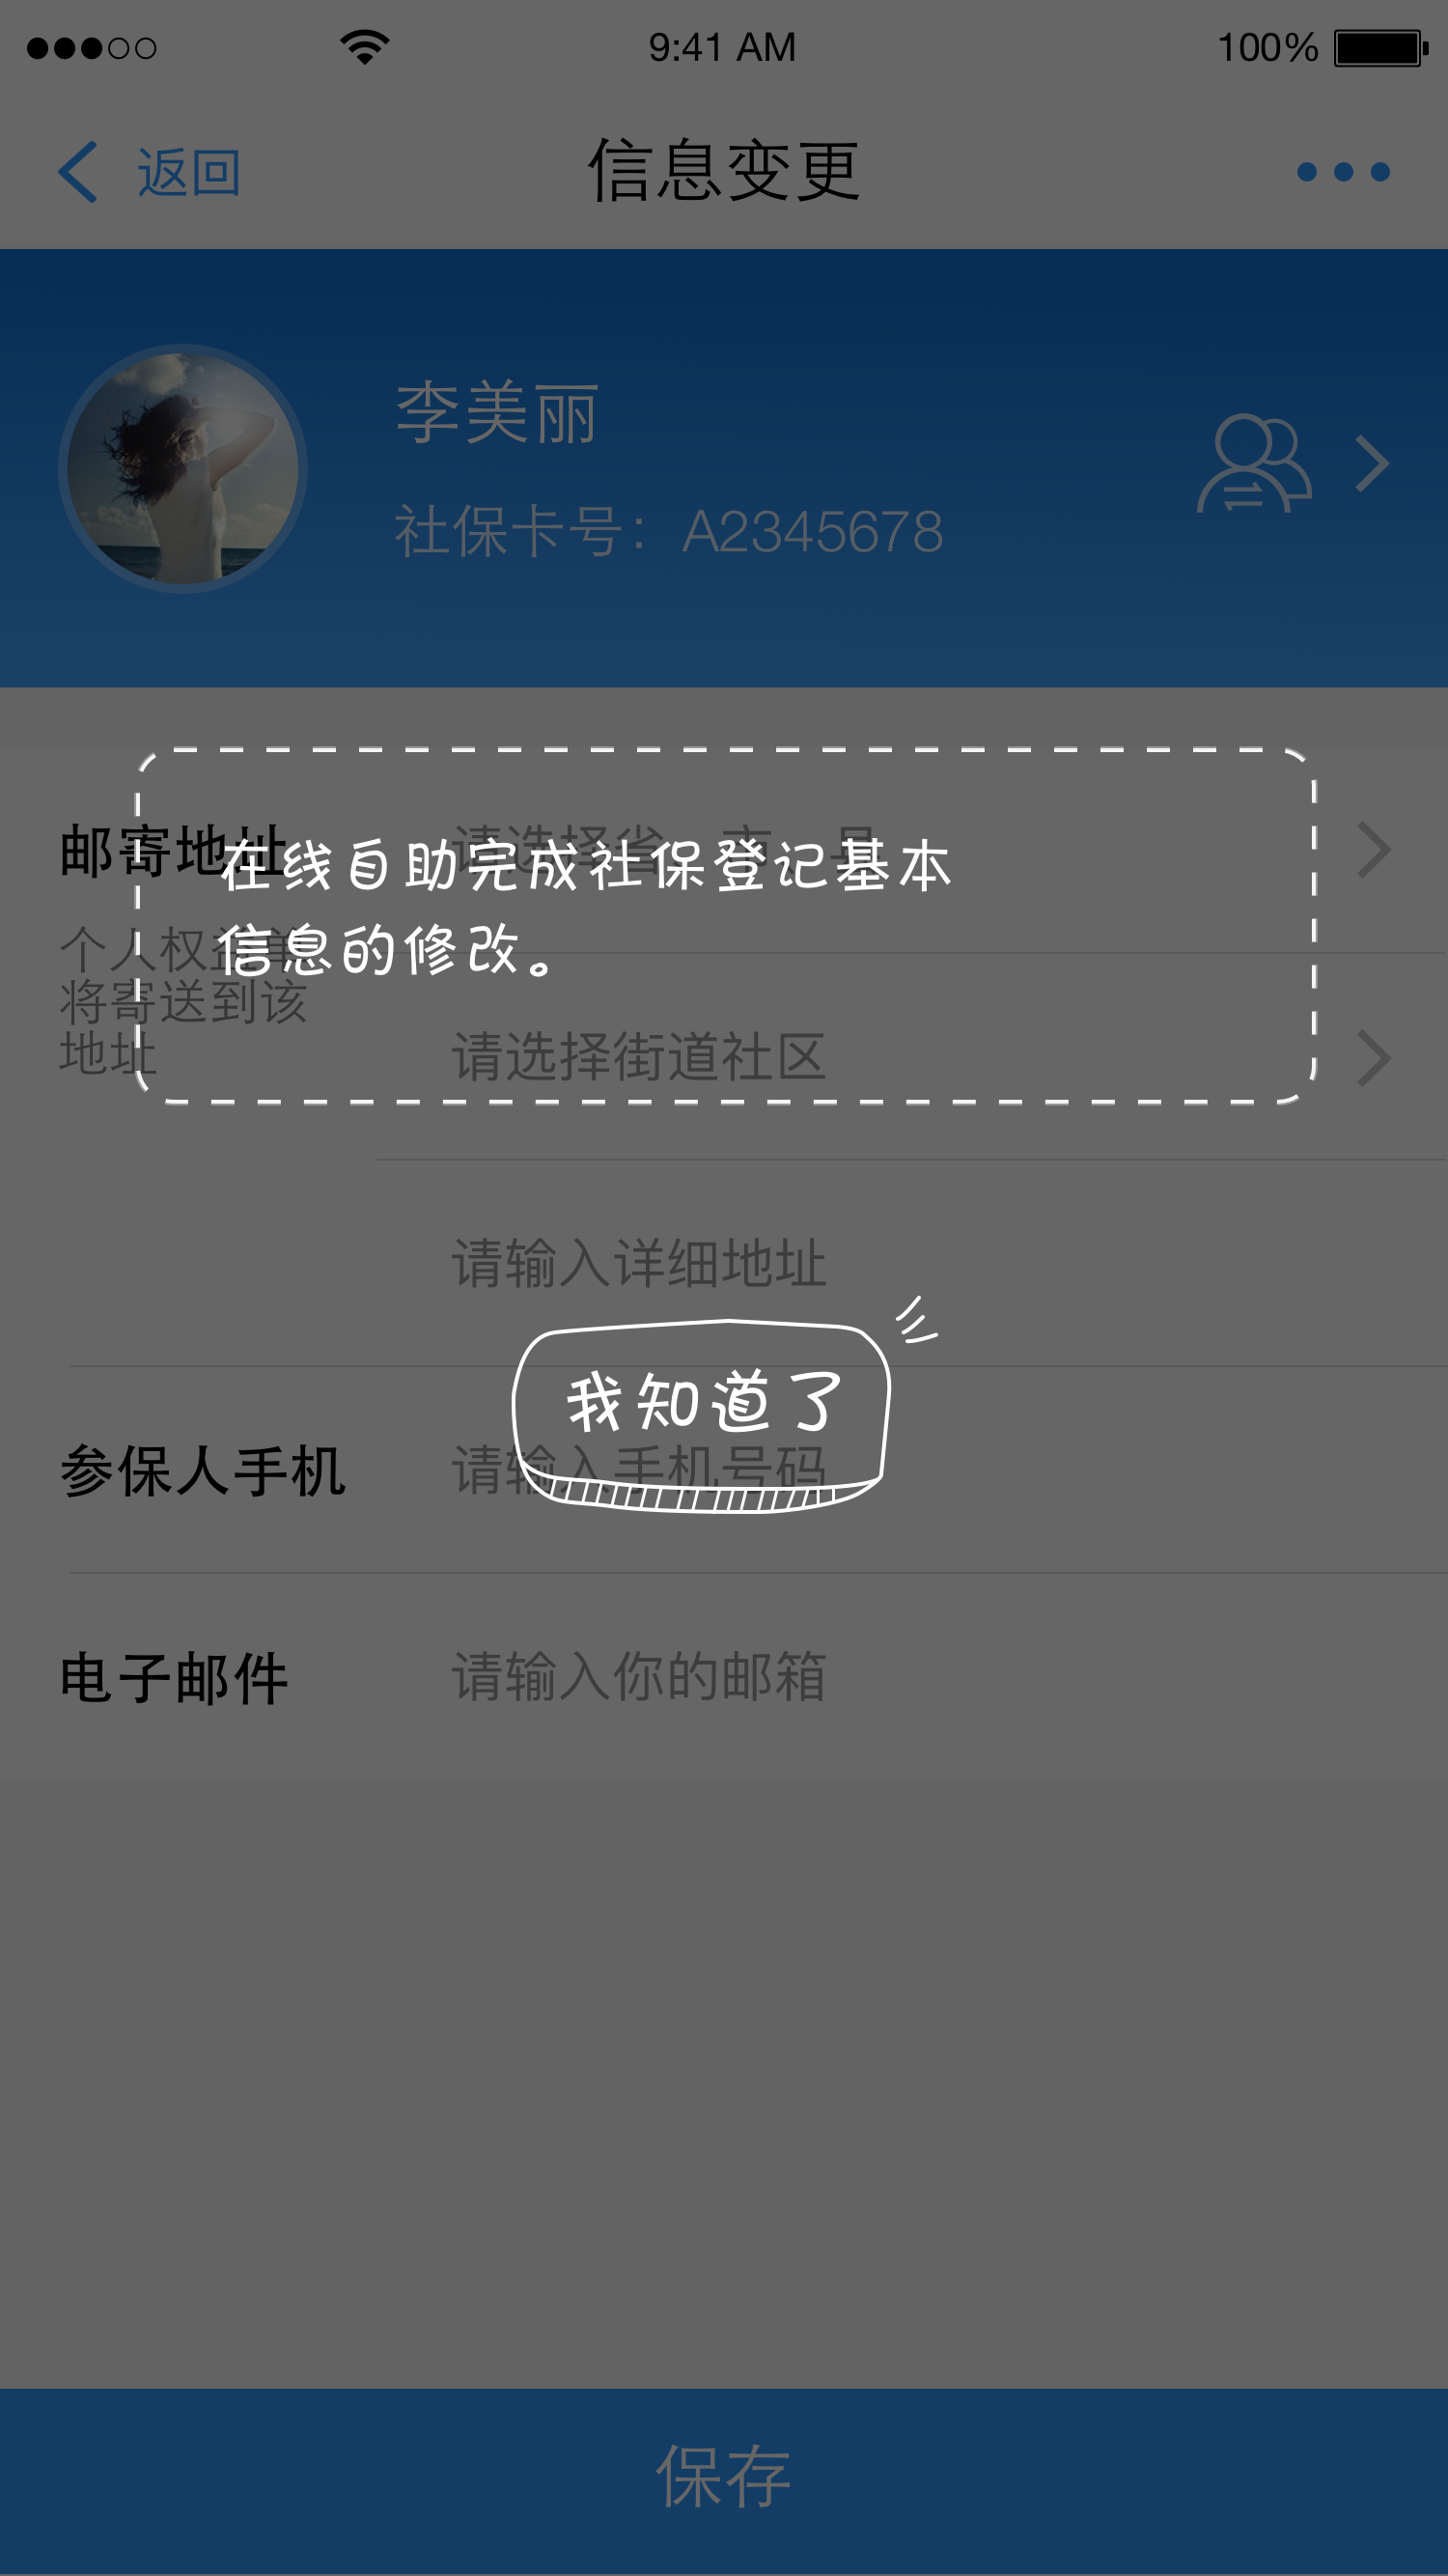 9:41 AM
100%
返回
信息变更
李美丽
社保卡号：A2345678
邮寄地址
请选择省、市、县
在线自助完成社保登记基本
信息的修改。
个人权益单
将寄送到该
地址
请选择街道社区
请输入详细地址
我知道了
参保人手机
请输入手机号码
电子邮件
请输入你的邮箱
保存